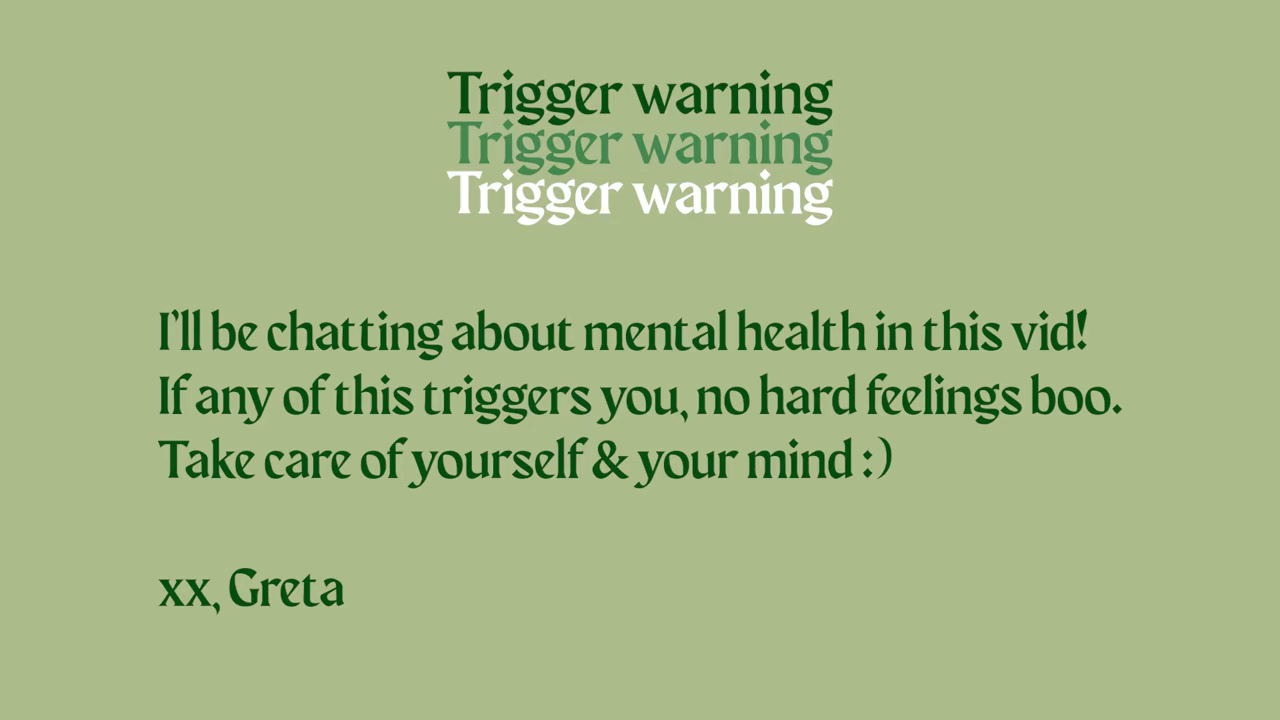 Trigger warning
Trigger warning
Trigger warning
I'll be chatting about mental health in this vid!
If any of this triggers you, no hard feelings boo.
Take care of yourself & your mind :)
xx, Greta